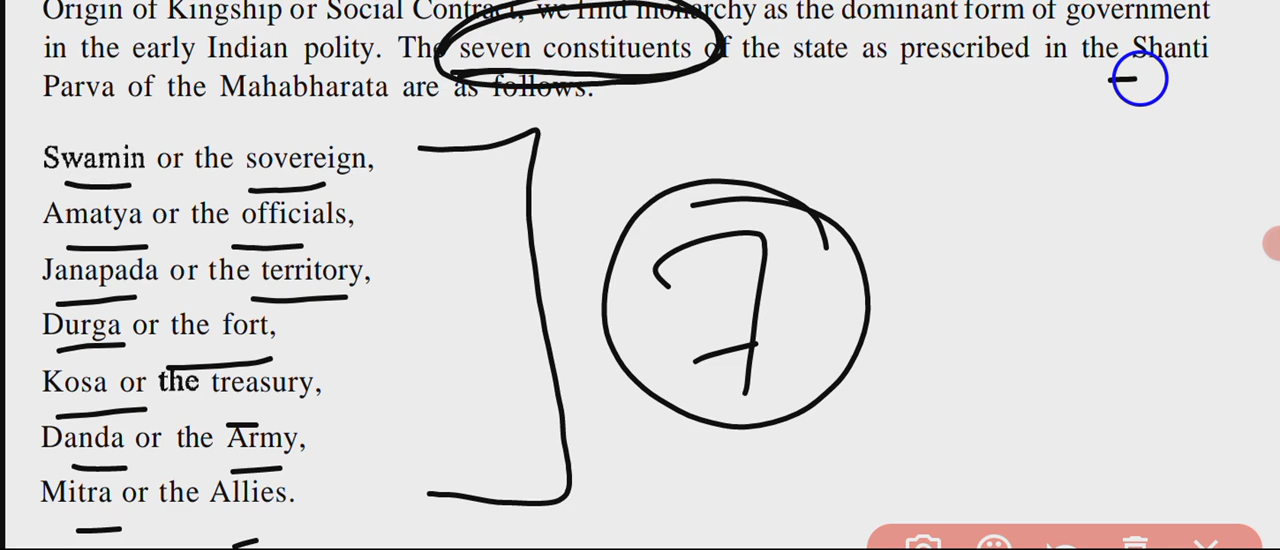 Origin of Kingship or Social Contract, we find monarchy as the dominant form of government
in the early Indian polity. The seven constituents of the state as prescribed in the Shanti
Parva of the Mahabharata are as follows:
Swamin or the sovereign,
Amatya or the officials,
Janapada or the territory,
Durga or the fort,
Kosa or the treasury,
Danda or the Army,
Mitra or the Allies.
7